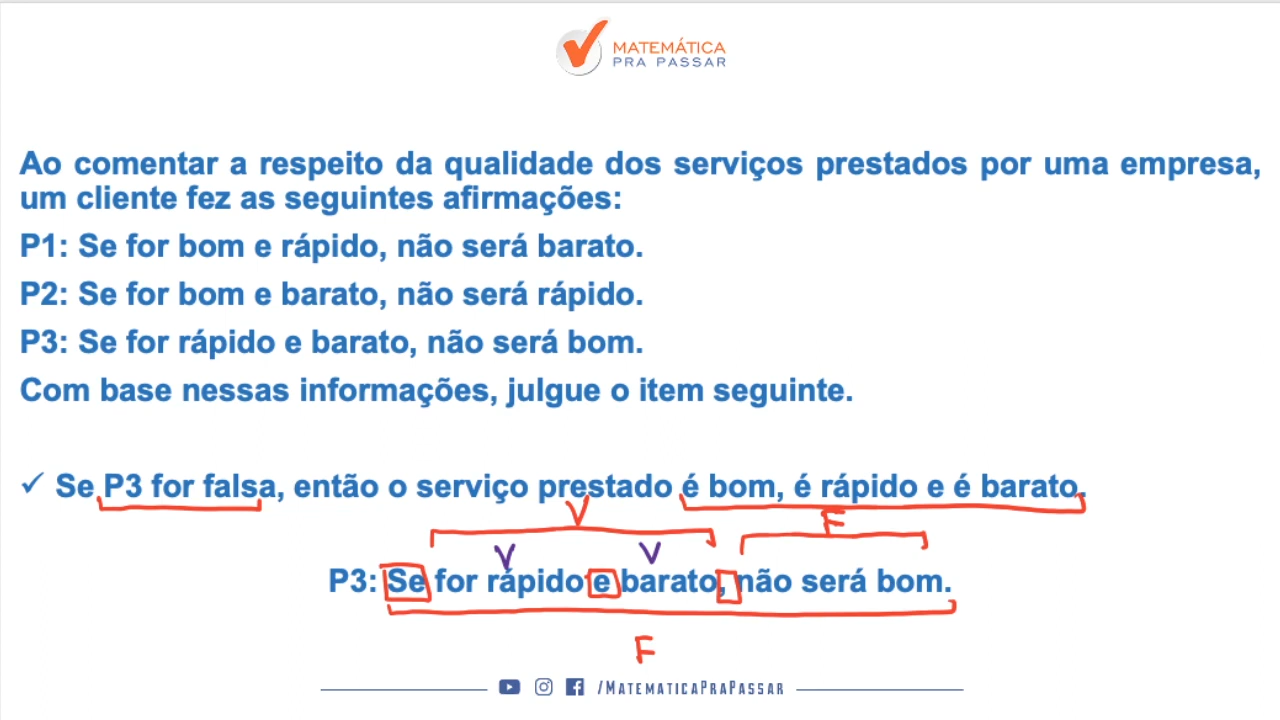 MATEMÁTICA
PRA PASSAR
Ao comentar a respeito da qualidade dos serviços prestados por uma empresa,
um cliente fez as seguintes afirmações:
P1: Se for bom e rápido, não será barato.
P2: Se for bom e barato, não será rápido.
P3: Se for rápido e barato, não será bom.
Com base nessas informações, julgue o item seguinte.
✓ Se P3 for falsa, então o serviço prestado é bom, é rápido e é barato.
V F
V V
P3: Se for rápido e barato, não será bom.
F
/MATEMATICAPRAPASSAR